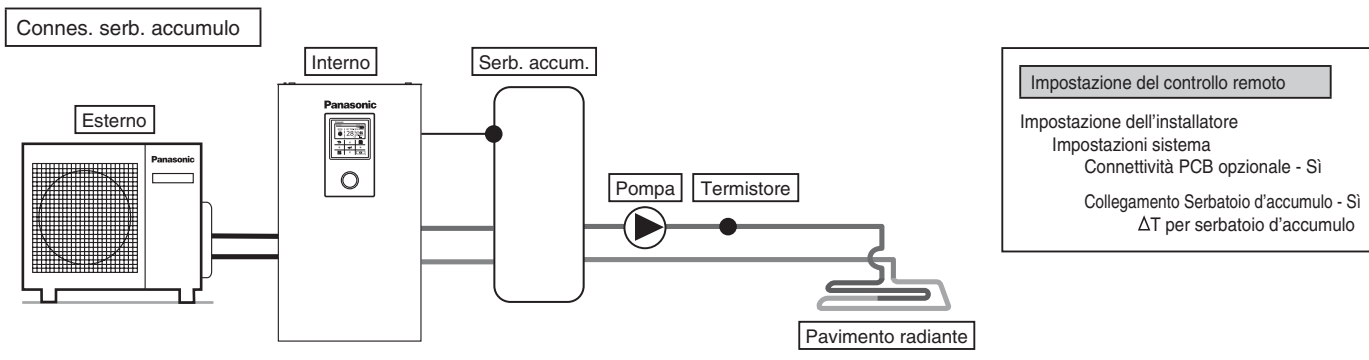 Connes. serb. accumulo
Interno
Serb. accum.
Esterno
Panasonic
Panasonic
Pompa
Termistore
Pavimento radiante
Impostazione del controllo remoto
Impostazione dell'installatore
Impostazioni sistema
Connettività PCB opzionale - Sì
Collegamento Serbatoio d'accumulo - Sì
ΔT per serbatoio d'accumulo